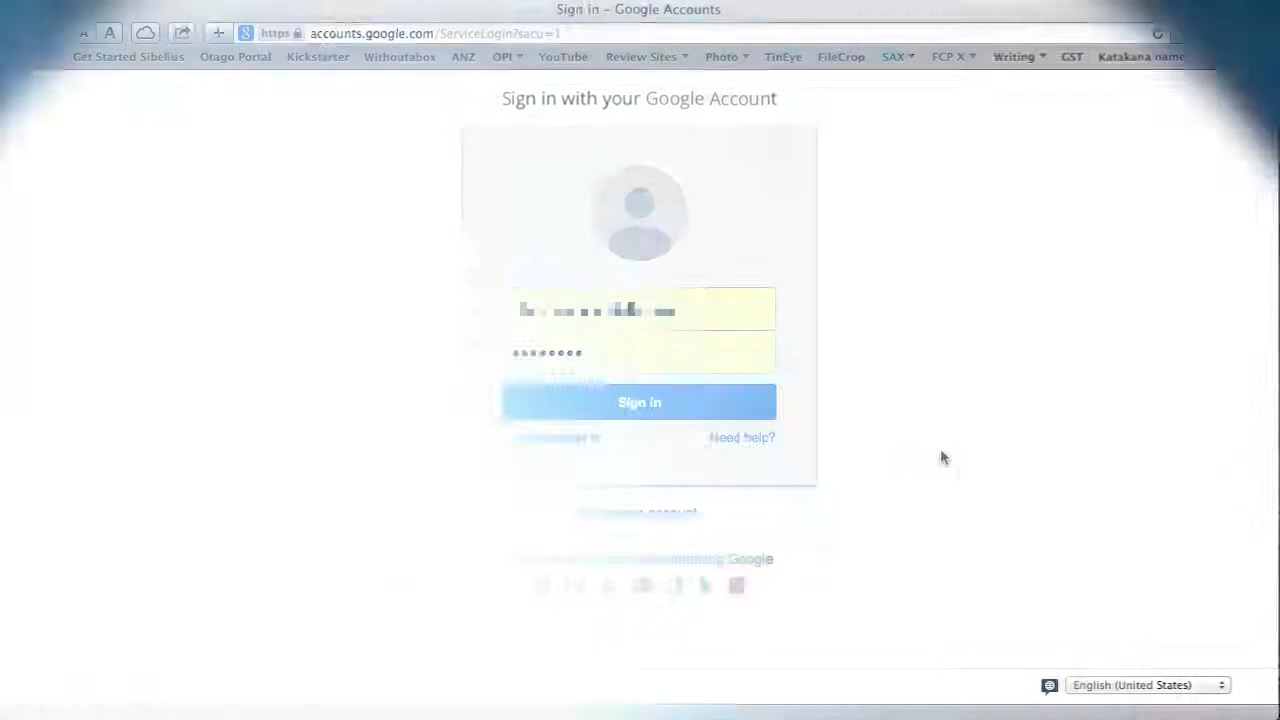 Sign in – Google Accounts
A A + 8 https accounts.google.com/ServiceLogin?sacu=1
Get Started Sibelius Otago Portal Kickstarter Withoutabox ANZ OPI YouTube Review Sites Photo TinEye FileCrop SAX FCP X Writing GST Katakana name
Sign in with your Google Account
Sign in
Need help?
account
Google
English (United States)